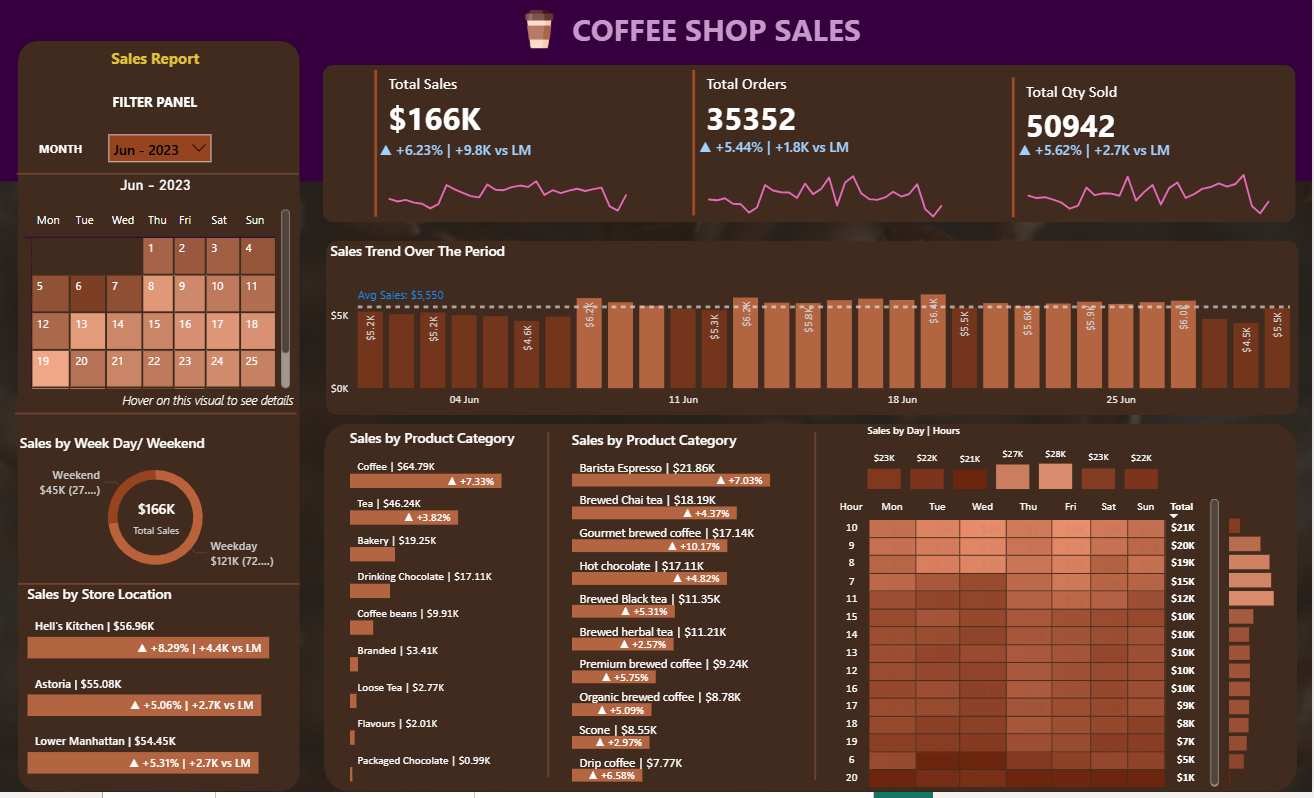 COFFEE SHOP SALES
Sales Report
FILTER PANEL
MONTH
Jun - 2023
Jun - 2023
Mon Tue Wed Thu Fri Sat Sun
1 2 3 4
5 6 7 8 9 10 11
12 13 14 15 16 17 18
19 20 21 22 23 24 25
Hover on this visual to see details
Sales by Week Day/ Weekend
Weekend
$45K (27....)
$166K
Total Sales
Weekday
$121K (72....)
Sales by Store Location
Hell's Kitchen | $56.96K
▲ +8.29% | +4.4K vs LM
Astoria | $55.08K
▲ +5.06% | +2.7K vs LM
Lower Manhattan | $54.45K
▲ +5.31% | +2.7K vs LM
Total Sales
$166K
▲ +6.23% | +9.8K vs LM
Total Orders
35352
▲ +5.44% | +1.8K vs LM
Total Qty Sold
50942
▲ +5.62% | +2.7K vs LM
Sales Trend Over The Period
Avg Sales: $5,550
$5K
$0K
$5.2K $5.2K $4.6K $6.2K $5.3K $6.2K $5.8K $6.4K $5.5K $5.6K $5.9K $6.0K $4.5K $5.5K
04 Jun 11 Jun 18 Jun 25 Jun
Sales by Product Category
Coffee | $64.79K
▲ +7.33%
Tea | $46.24K
▲ +3.82%
Bakery | $19.25K
Drinking Chocolate | $17.11K
Coffee beans | $9.91K
Branded | $3.41K
Loose Tea | $2.77K
Flavours | $2.01K
Packaged Chocolate | $0.99K
Sales by Product Category
Barista Espresso | $21.86K
▲ +7.03%
Brewed Chai tea | $18.19K
▲ +4.37%
Gourmet brewed coffee | $17.14K
▲ +10.17%
Hot chocolate | $17.11K
▲ +4.82%
Brewed Black tea | $11.35K
▲ +5.31%
Brewed herbal tea | $11.21K
▲ +2.57%
Premium brewed coffee | $9.24K
▲ +5.75%
Organic brewed coffee | $8.78K
▲ +5.09%
Scone | $8.55K
▲ +2.97%
Drip coffee | $7.77K
▲ +6.58%
Sales by Day | Hours
$23K $22K $21K $27K $28K $23K $22K
Hour Mon Tue Wed Thu Fri Sat Sun Total
10 $21K
9 $20K
8 $19K
7 $15K
11 $12K
15 $10K
14 $10K
13 $10K
12 $10K
16 $10K
17 $9K
18 $8K
19 $7K
6 $5K
20 $1K